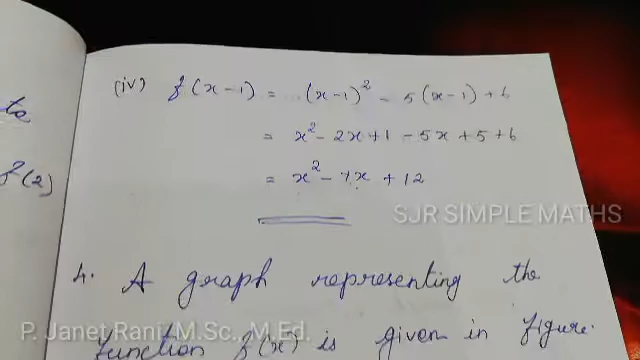 te
f(2)
(iv) f(x-1) = (x-1)² - 5(x-1)+6
= x² - 2x+1 - 5x+5+6
= x² - 7x + 12
SJR SIMPLE MATHS
4. A graph representing the
function f(x) is given in figure.
P. Janet Rani M.Sc., M.Ed.